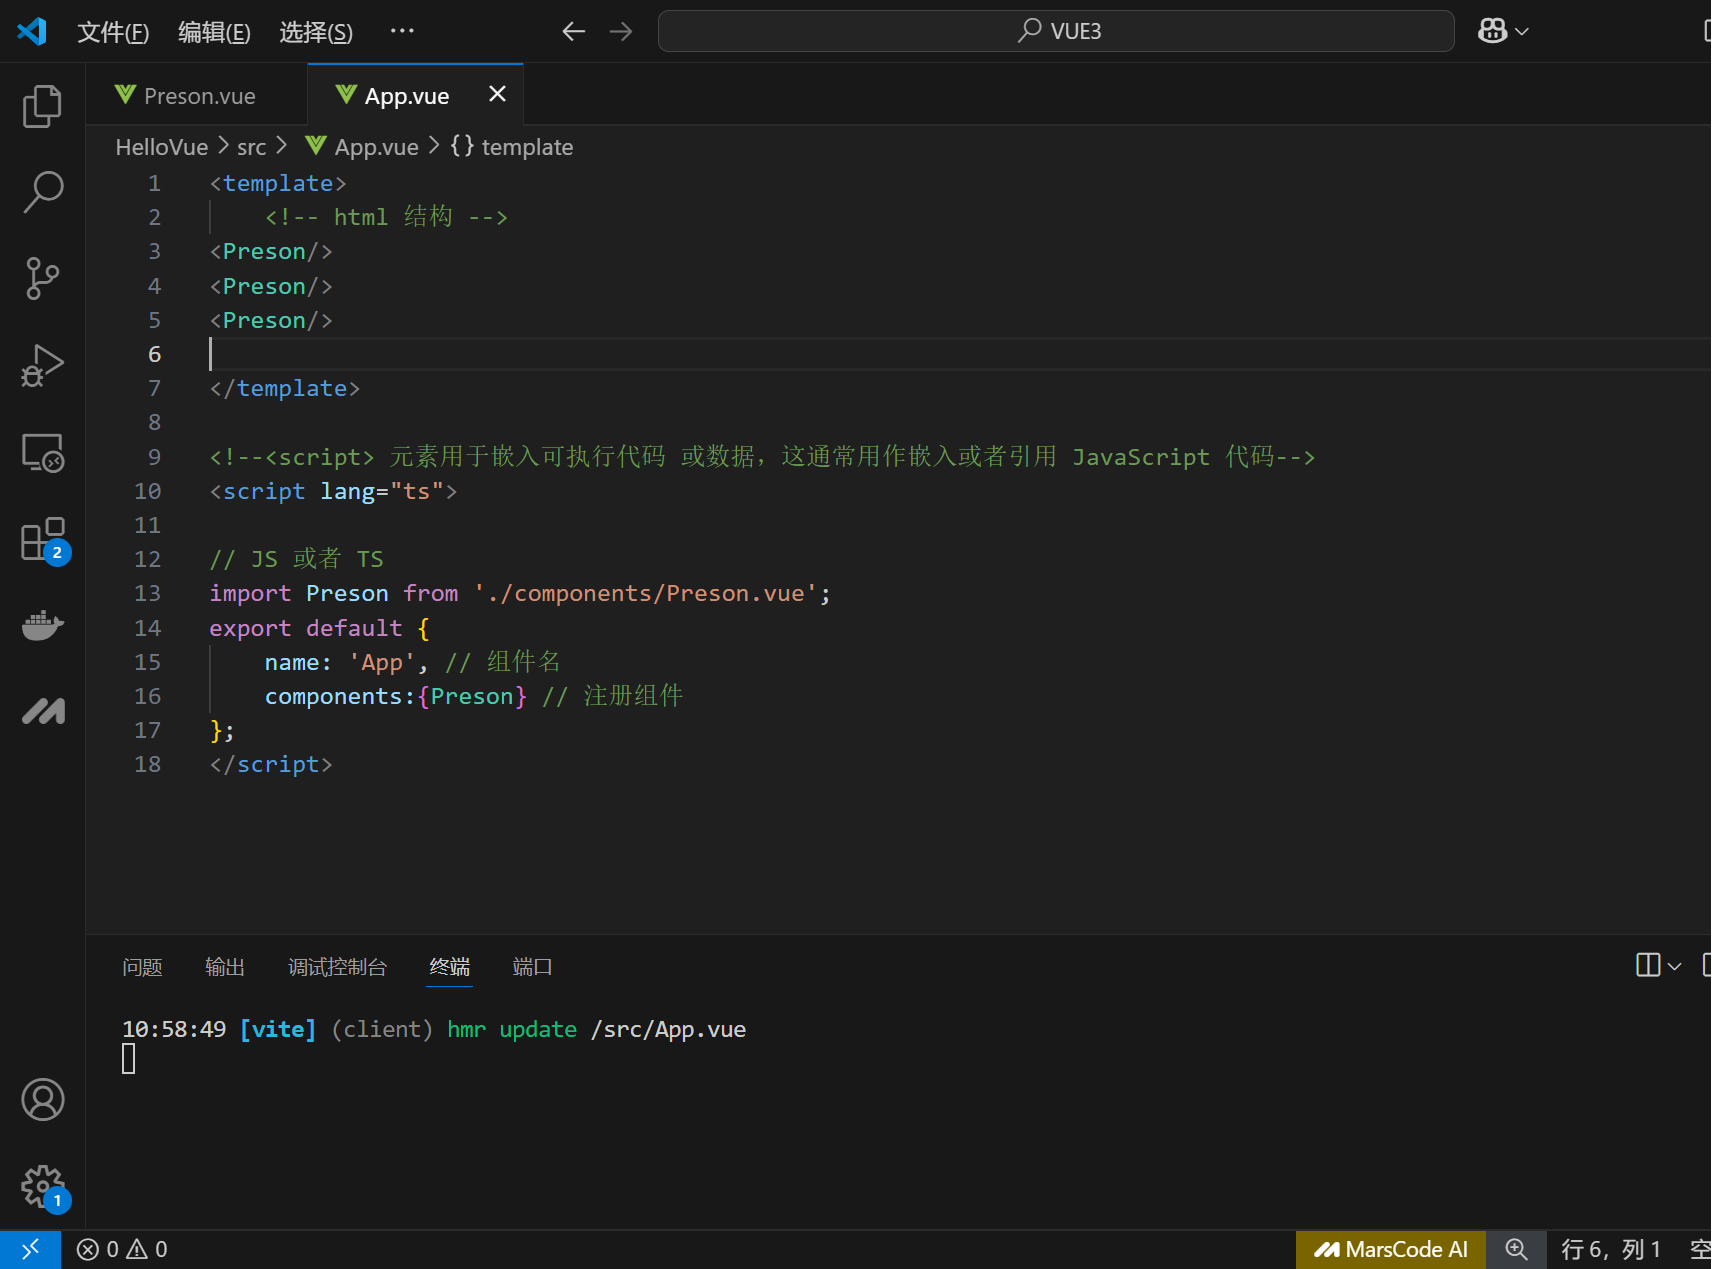 文件(F) 编辑(E) 选择(S) ··· VUE3
Preson.vue App.vue
HelloVue > src > App.vue > {} template
1 <template>
2 <!-- html 结构 -->
3 <Preson/>
4 <Preson/>
5 <Preson/>
6
7 </template>
8
9 <!--<script> 元素用于嵌入可执行代码 或数据，这通常用作嵌入或者引用 JavaScript 代码-->
10 <script lang="ts">
11
12 // JS 或者 TS
13 import Preson from './components/Preson.vue';
14 export default {
15 name: 'App', // 组件名
16 components:{Preson} // 注册组件
17 };
18 </script>
2
问题 输出 调试控制台 终端 端口
10:58:49 [vite] (client) hmr update /src/App.vue
1
0 0 MarsCode AI 行 6，列 1 空